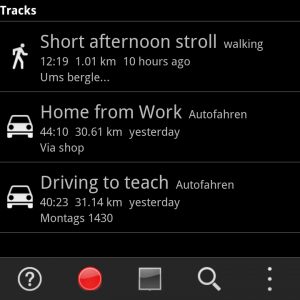 Tracks
Short afternoon stroll walking
12:19 1.01 km 10 hours ago
Ums bergle...
Home from Work Autofahren
44:10 30.61 km yesterday
Via shop
Driving to teach Autofahren
40:23 31.14 km yesterday
Montags 1430
?